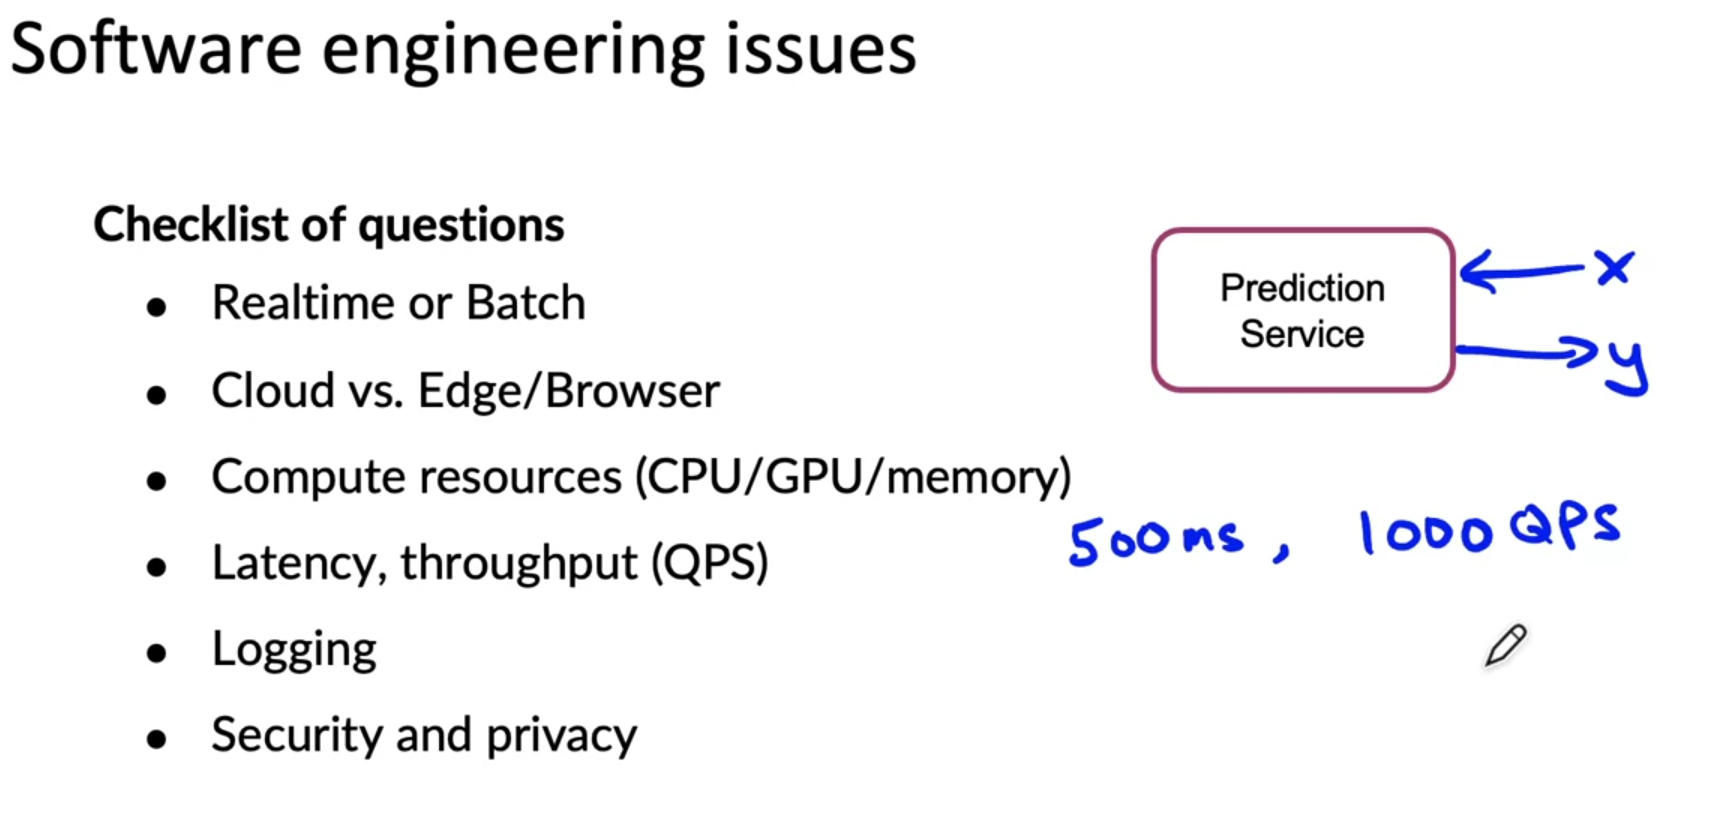 Software engineering issues
Checklist of questions
• Realtime or Batch
• Cloud vs. Edge/Browser
• Compute resources (CPU/GPU/memory)
• Latency, throughput (QPS)
• Logging
• Security and privacy
Prediction
Service
x
y
500ms, 1000 QPS